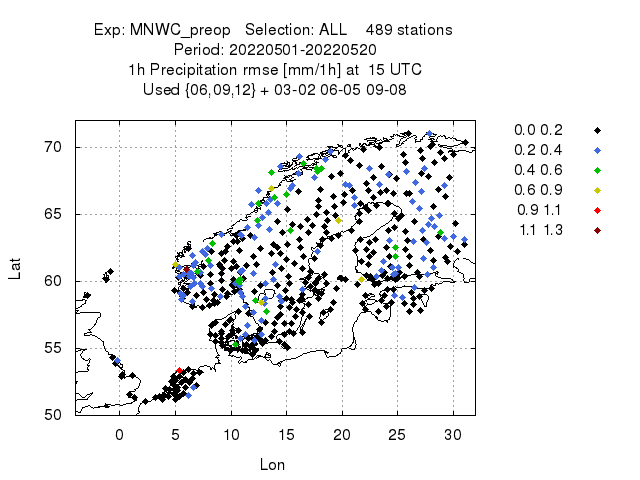 Exp: MNWC_preop Selection: ALL 489 stations
Period: 20220501-20220520
1h Precipitation rmse [mm/1h] at 15 UTC
Used {06,09,12} + 03-02 06-05 09-08
70
65
60
55
50
0 5 10 15 20 25 30
Lat
Lon
0.0 0.2
0.2 0.4
0.4 0.6
0.6 0.9
0.9 1.1
1.1 1.3